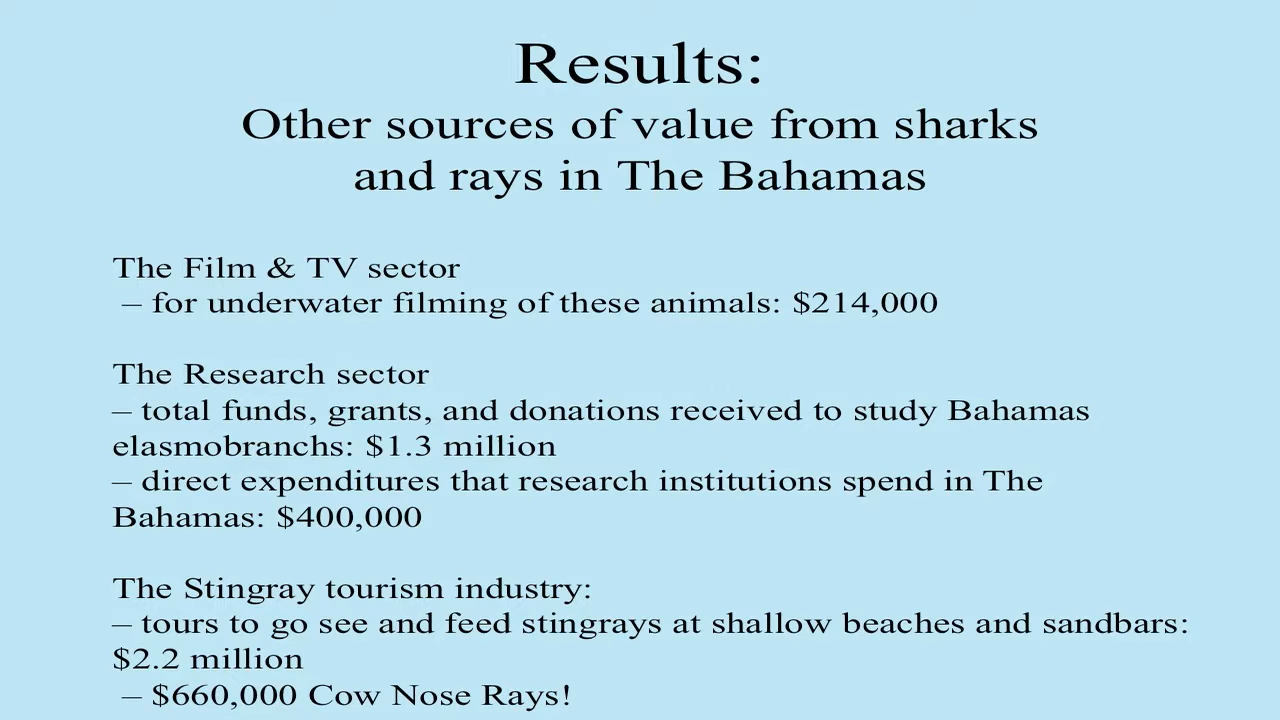 Results:
Other sources of value from sharks
and rays in The Bahamas
The Film & TV sector
– for underwater filming of these animals: $214,000
The Research sector
– total funds, grants, and donations received to study Bahamas
elasmobranchs: $1.3 million
– direct expenditures that research institutions spend in The
Bahamas: $400,000
The Stingray tourism industry:
– tours to go see and feed stingrays at shallow beaches and sandbars:
$2.2 million
– $660,000 Cow Nose Rays!